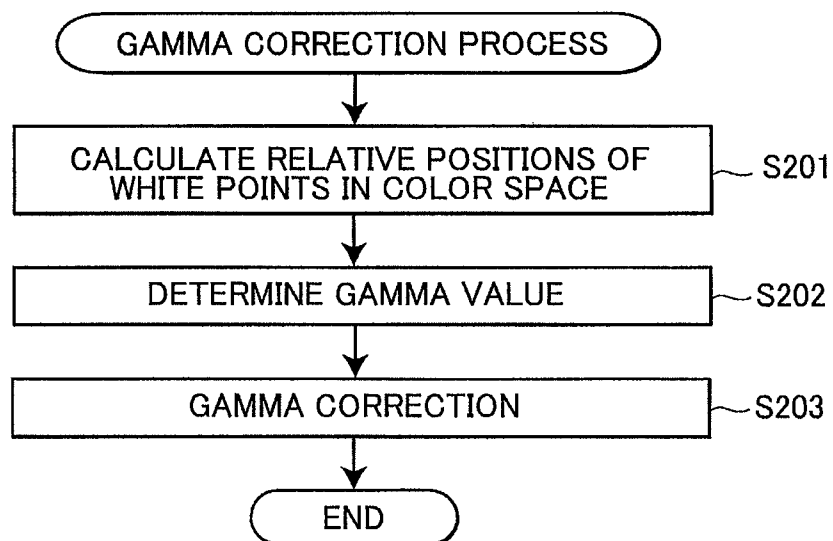 GAMMA CORRECTION PROCESS
CALCULATE RELATIVE POSITIONS OF
WHITE POINTS IN COLOR SPACE
S201
DETERMINE GAMMA VALUE
S202
GAMMA CORRECTION
S203
END